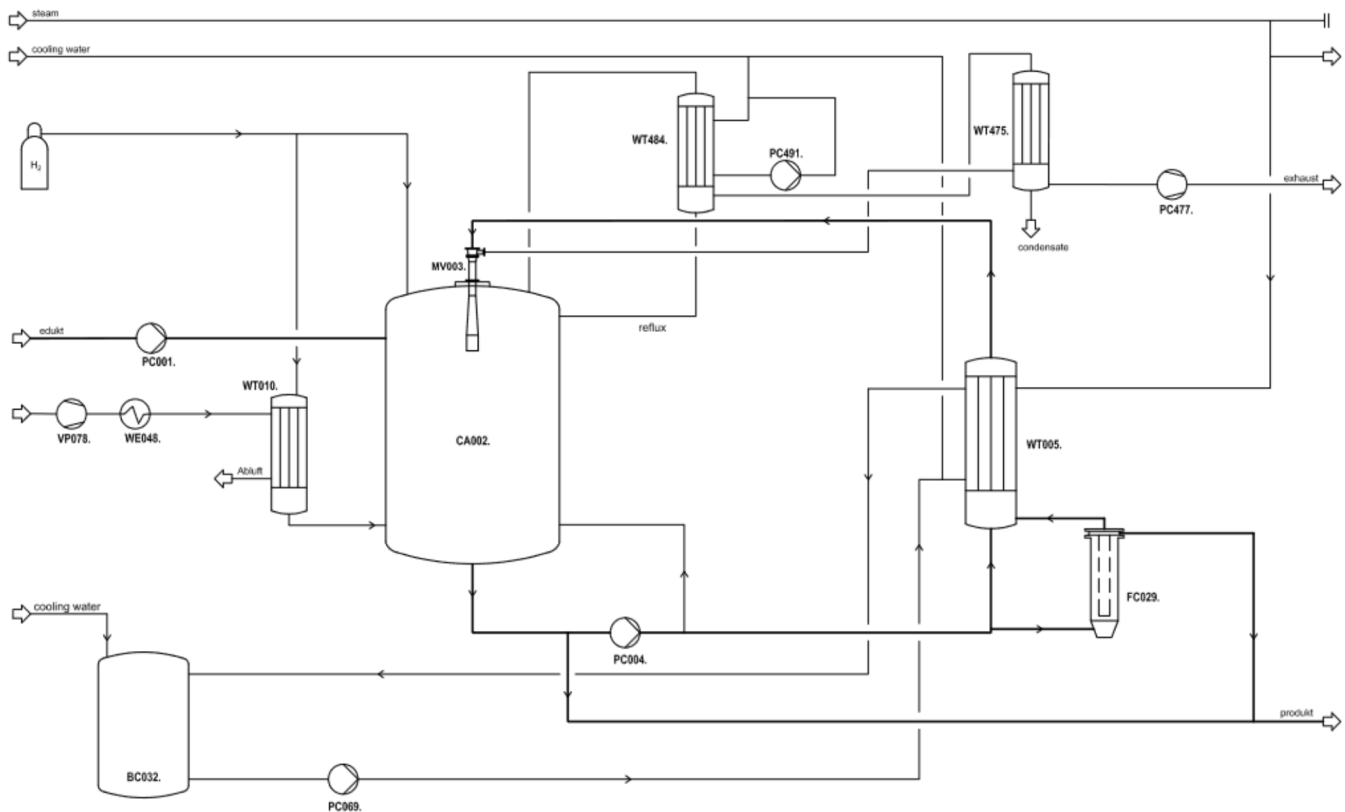 steam
cooling water
WT484.
WT475.
PC491.
H₂
exhaust
PC477.
condensate
MV003.
edukt
reflux
PC001.
WT010.
VP078.
WE048.
CA002.
WT005.
Abluft
FC029.
cooling water
PC004.
produkt
BC032.
PC069.